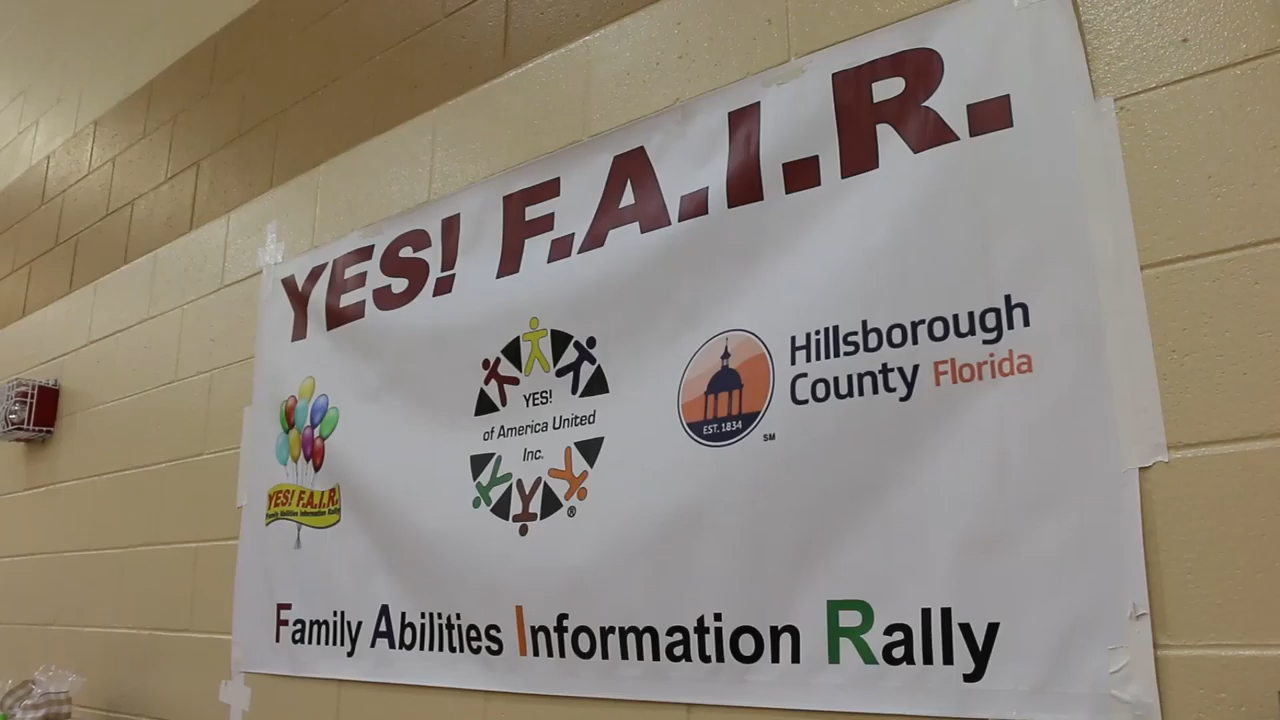 YES! F.A.I.R.
YES! F.A.I.R.
Family Abilities Information Rally
YES!
of America United
Inc.
®
Hillsborough
County Florida
EST. 1834
SM
Family Abilities Information Rally